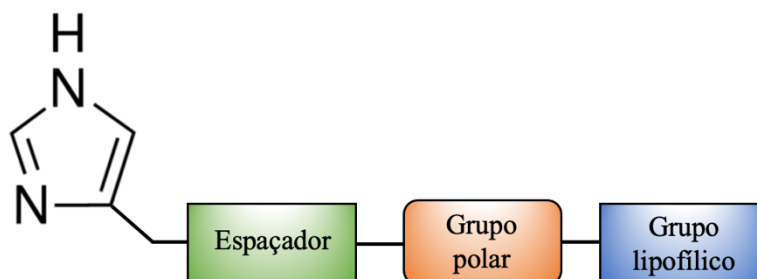 H
N
N
Espaçador
Grupo
polar
Grupo
lipofílico